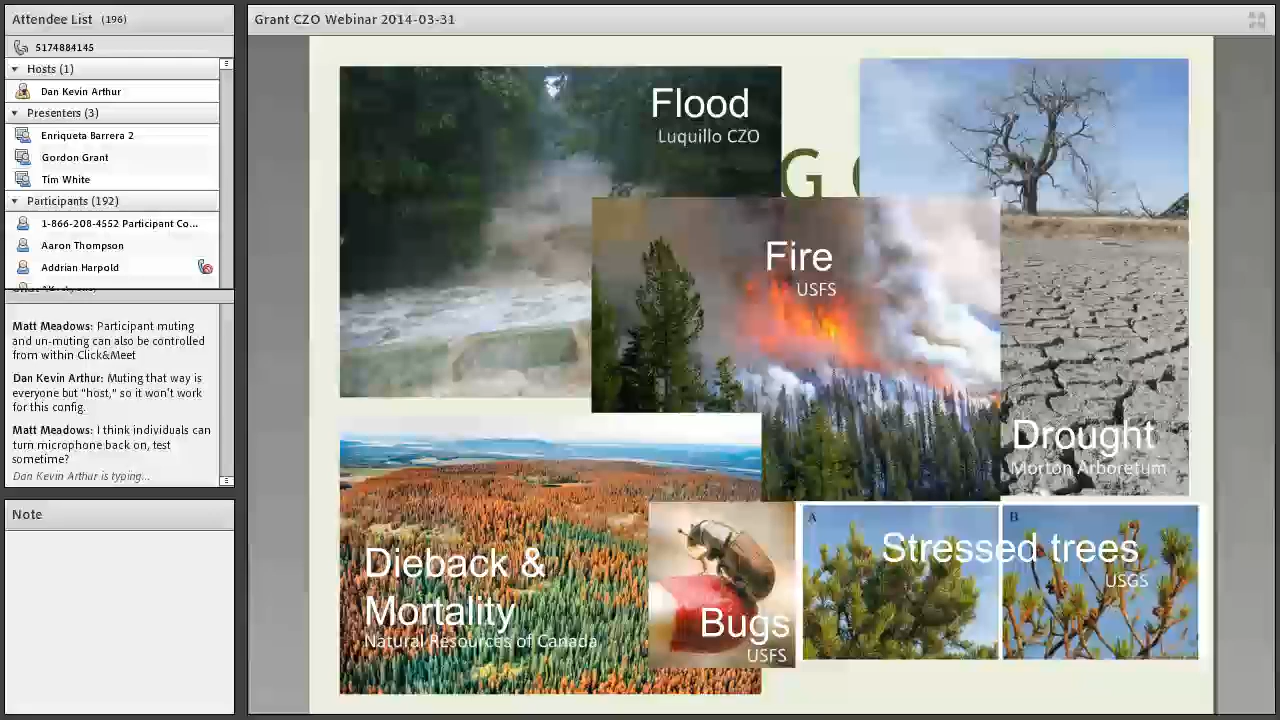 Attendee List (196)
5174884145
Hosts (1)
Dan Kevin Arthur
Presenters (3)
Enriqueta Barrera 2
Gordon Grant
Tim White
Participants (192)
1-866-208-4552 Participant Co...
Aaron Thompson
Addrian Harpold
Matt Meadows: Participant muting
and un-muting can also be controlled
from within Click&Meet
Dan Kevin Arthur: Muting that way is
everyone but "host," so it won't work
for this config.
Matt Meadows: I think individuals can
turn microphone back on, test
sometime?
Dan Kevin Arthur is typing...
Note
Grant CZO Webinar 2014-03-31
Flood
Luquillo CZO
G
Fire
USFS
Drought
Morton Arboretum
Dieback &
Mortality
Natural Resources of Canada
Bugs
USFS
A
B
Stressed trees
USGS